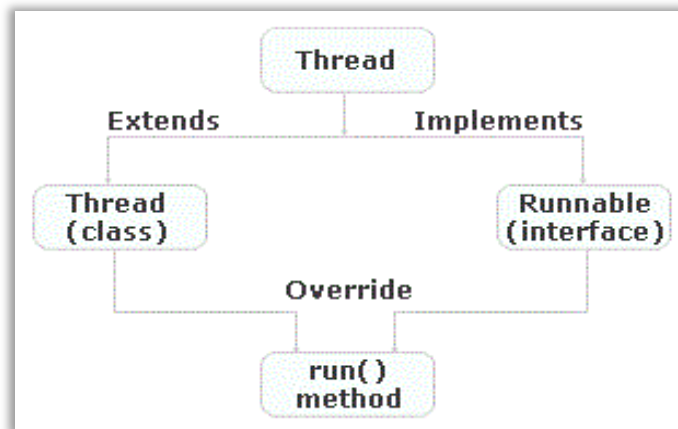 Thread
Extends
Implements
Thread
(class)
Runnable
(interface)
Override
run()
method